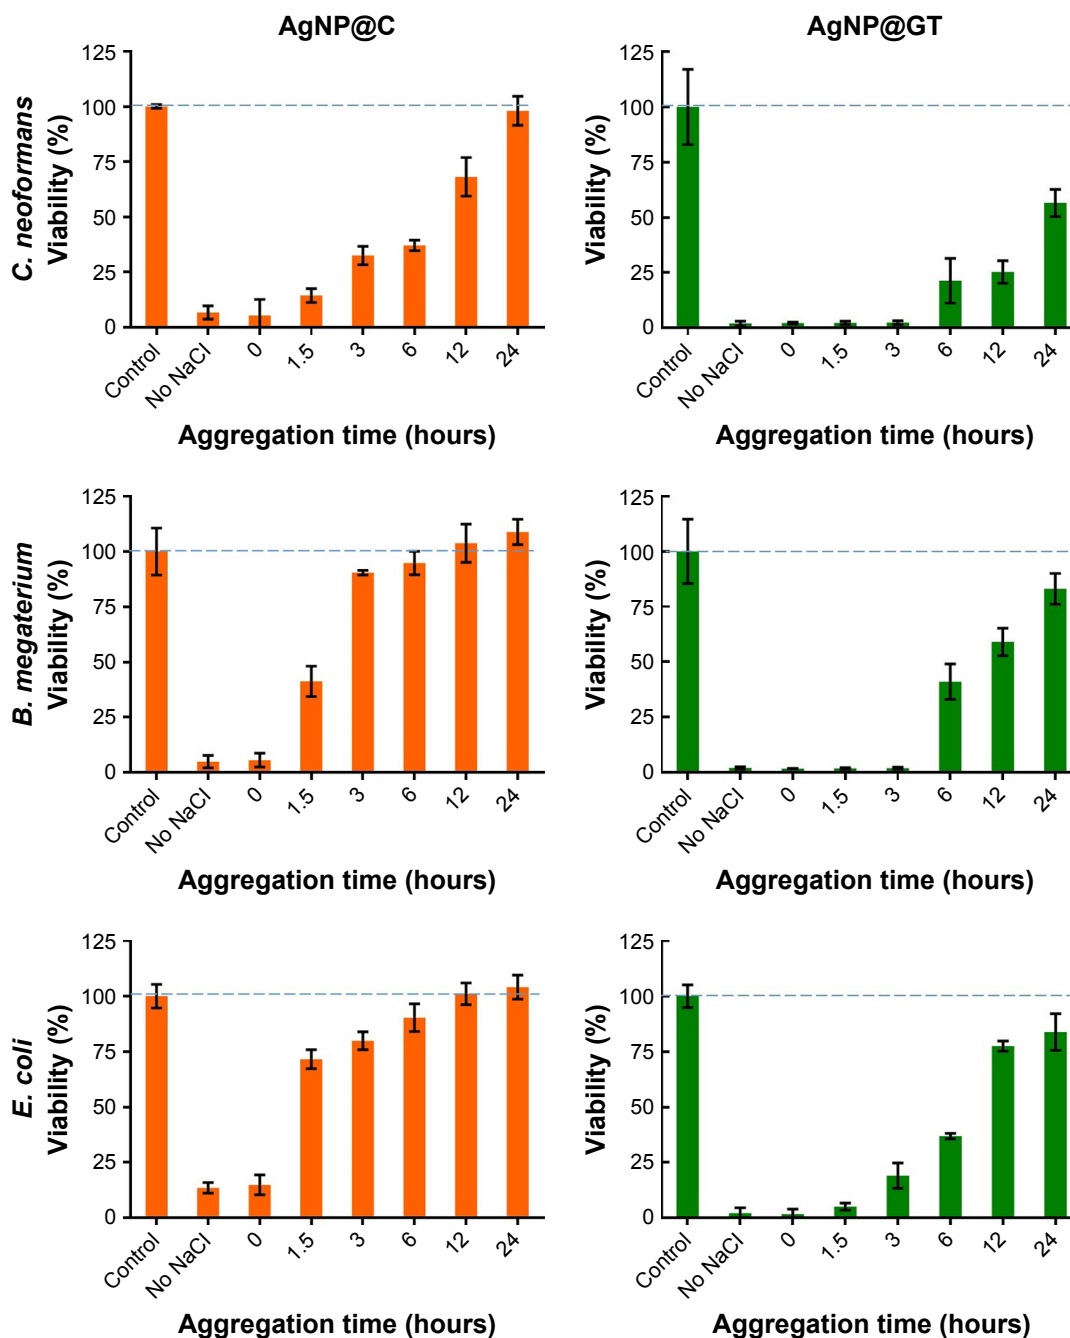 AgNP@C
AgNP@GT
C. neoformans
Viability (%)
125
100
75
50
25
0
Control
No NaCl
0
1.5
3
6
12
24
Aggregation time (hours)
Viability (%)
125
100
75
50
25
0
Control
No NaCl
0
1.5
3
6
12
24
Aggregation time (hours)
B. megaterium
Viability (%)
125
100
75
50
25
0
Control
No NaCl
0
1.5
3
6
12
24
Aggregation time (hours)
Viability (%)
125
100
75
50
25
0
Control
No NaCl
0
1.5
3
6
12
24
Aggregation time (hours)
E. coli
Viability (%)
125
100
75
50
25
0
Control
No NaCl
0
1.5
3
6
12
24
Aggregation time (hours)
Viability (%)
125
100
75
50
25
0
Control
No NaCl
0
1.5
3
6
12
24
Aggregation time (hours)